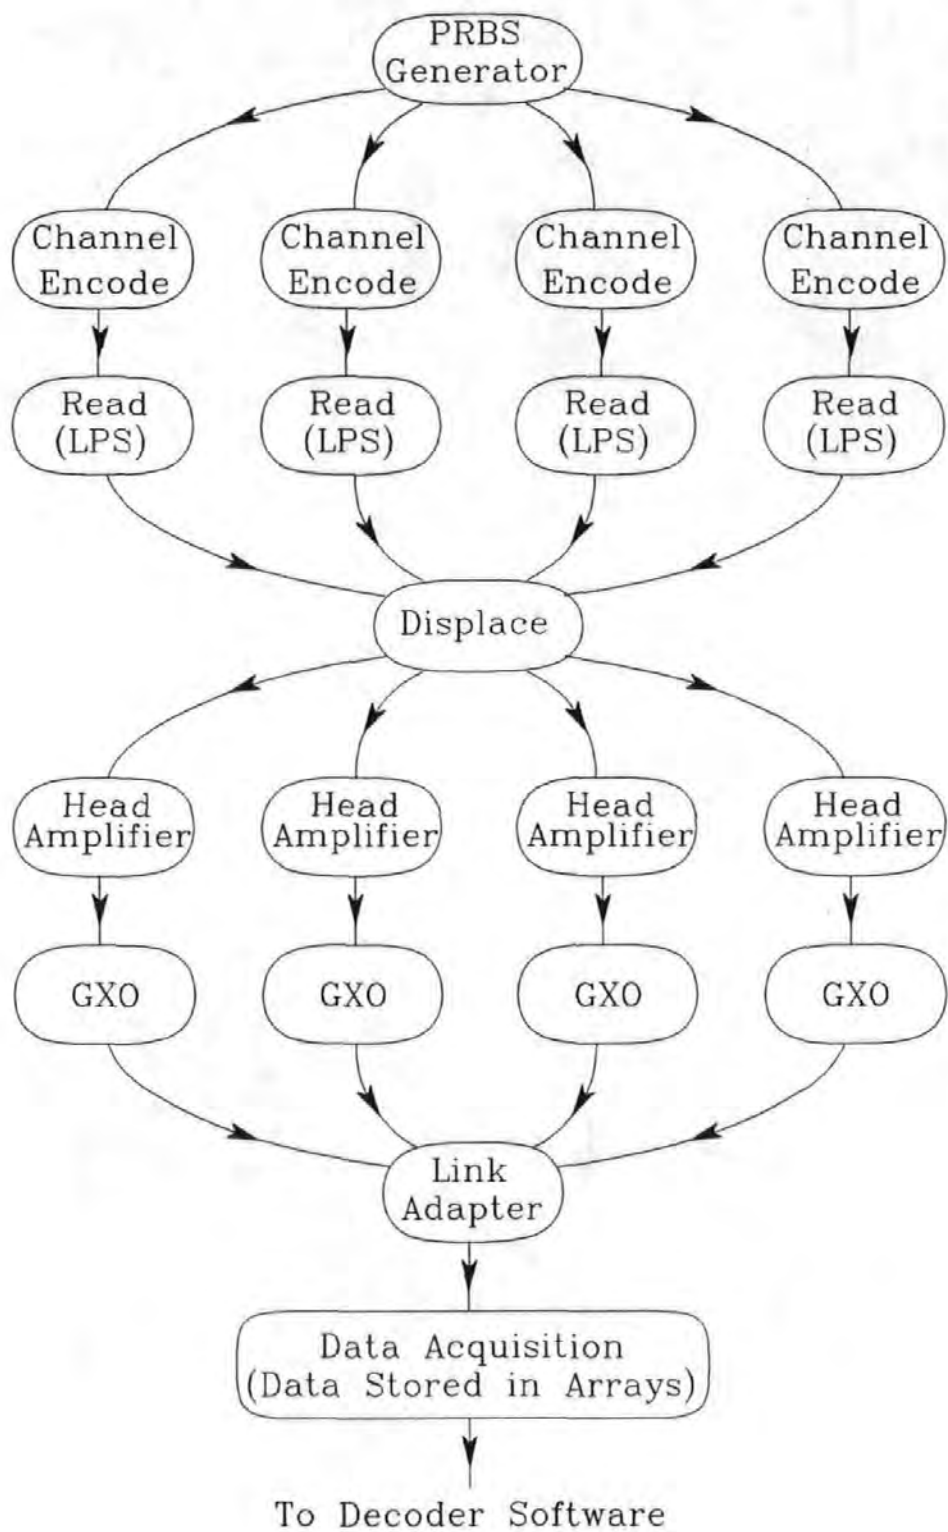 PRBS
Generator
Channel
Encode
Channel
Encode
Channel
Encode
Channel
Encode
Read
(LPS)
Read
(LPS)
Read
(LPS)
Read
(LPS)
Displace
Head
Amplifier
Head
Amplifier
Head
Amplifier
Head
Amplifier
GXO
GXO
GXO
GXO
Link
Adapter
Data Acquisition
(Data Stored in Arrays)
To Decoder Software